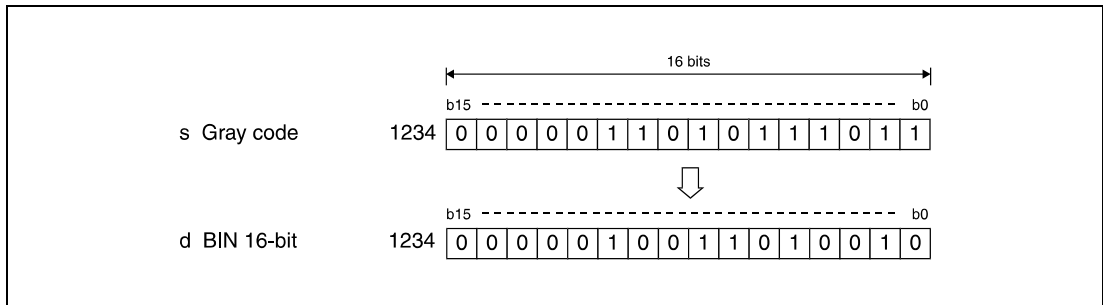 16 bits
b15 b0
s Gray code 1234 0 0 0 0 0 1 1 0 1 0 1 1 1 0 1 1
b15 b0
d BIN 16-bit 1234 0 0 0 0 0 1 0 0 1 1 0 1 0 0 1 0